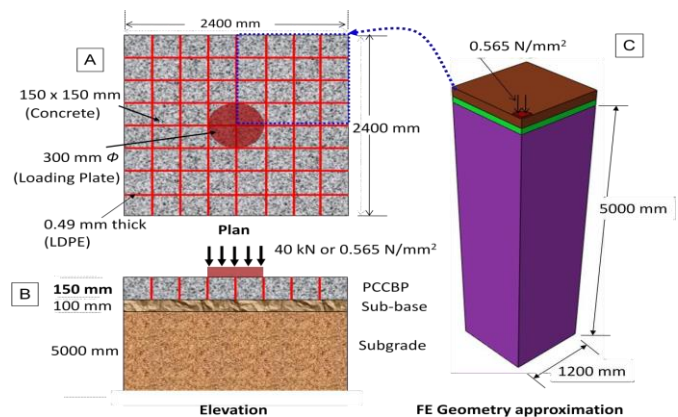 2400 mm
A
150 x 150 mm
(Concrete)
300 mm Φ
(Loading Plate)
0.49 mm thick
(LDPE)
2400 mm
Plan
40 kN or 0.565 N/mm²
B
150 mm
100 mm
5000 mm
PCCBP
Sub-base
Subgrade
Elevation
C
0.565 N/mm²
5000 mm
1200 mm
FE Geometry approximation